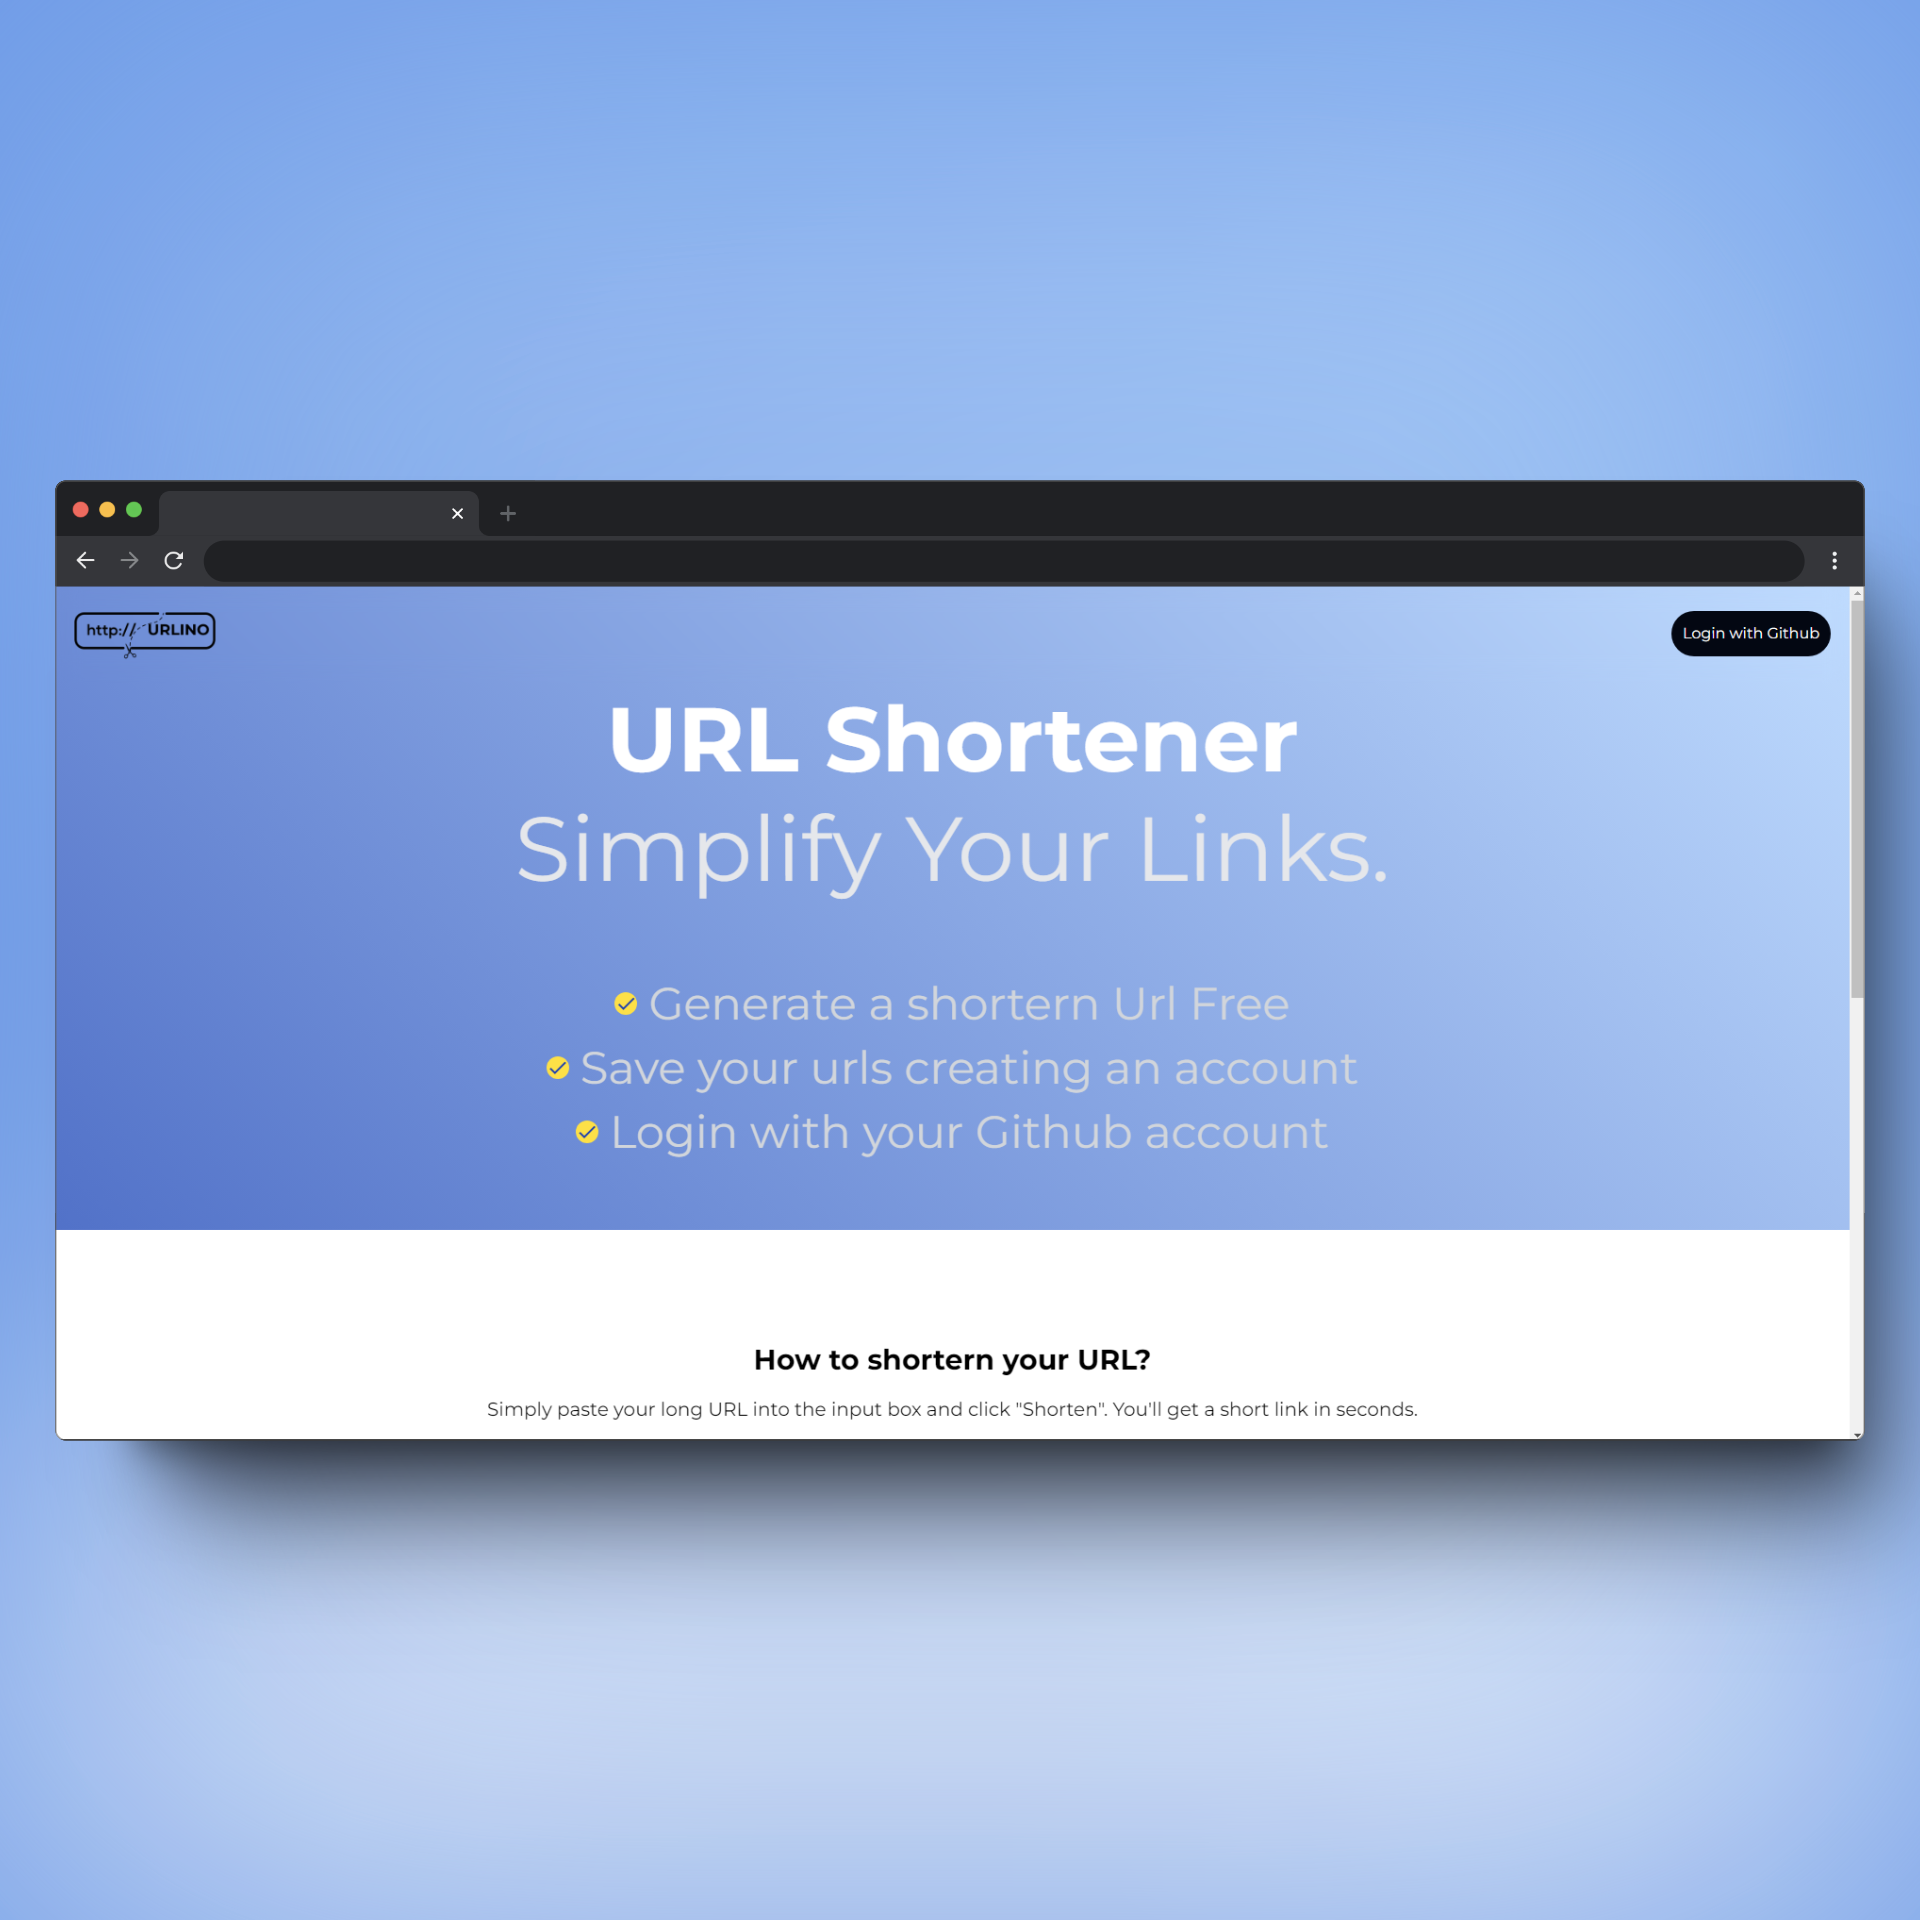 http:// URLINO
Login with Github
URL Shortener
Simplify Your Links.
Generate a shortern Url Free
Save your urls creating an account
Login with your Github account
How to shortern your URL?
Simply paste your long URL into the input box and click "Shorten". You'll get a short link in seconds.